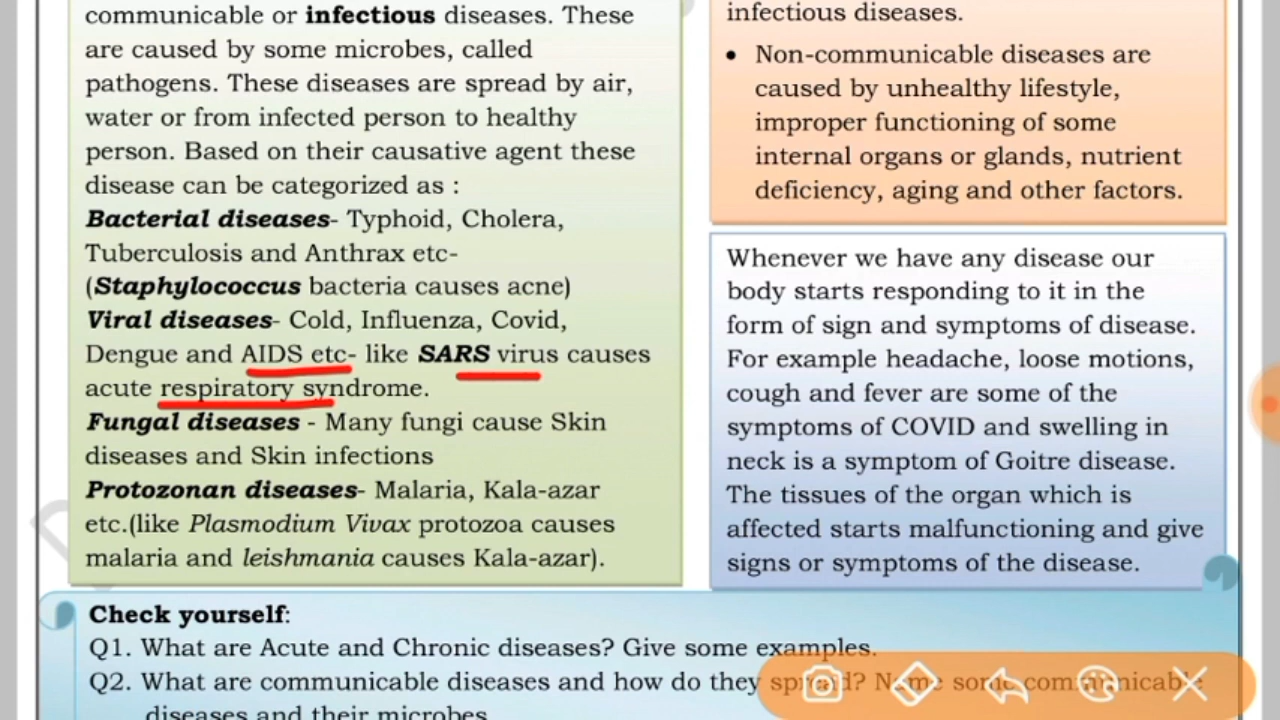 communicable or infectious diseases. These
are caused by some microbes, called
pathogens. These diseases are spread by air,
water or from infected person to healthy
person. Based on their causative agent these
disease can be categorized as :
Bacterial diseases- Typhoid, Cholera,
Tuberculosis and Anthrax etc-
(Staphylococcus bacteria causes acne)
Viral diseases- Cold, Influenza, Covid,
Dengue and AIDS etc- like SARS virus causes
acute respiratory syndrome.
Fungal diseases - Many fungi cause Skin
diseases and Skin infections
Protozonan diseases- Malaria, Kala-azar
etc.(like Plasmodium Vivax protozoa causes
malaria and leishmania causes Kala-azar).
infectious diseases.
• Non-communicable diseases are
caused by unhealthy lifestyle,
improper functioning of some
internal organs or glands, nutrient
deficiency, aging and other factors.
Whenever we have any disease our
body starts responding to it in the
form of sign and symptoms of disease.
For example headache, loose motions,
cough and fever are some of the
symptoms of COVID and swelling in
neck is a symptom of Goitre disease.
The tissues of the organ which is
affected starts malfunctioning and give
signs or symptoms of the disease.
Check yourself:
Q1. What are Acute and Chronic diseases? Give some examples.
Q2. What are communicable diseases and how do they spread? Name some communicable
diseases and their microbes